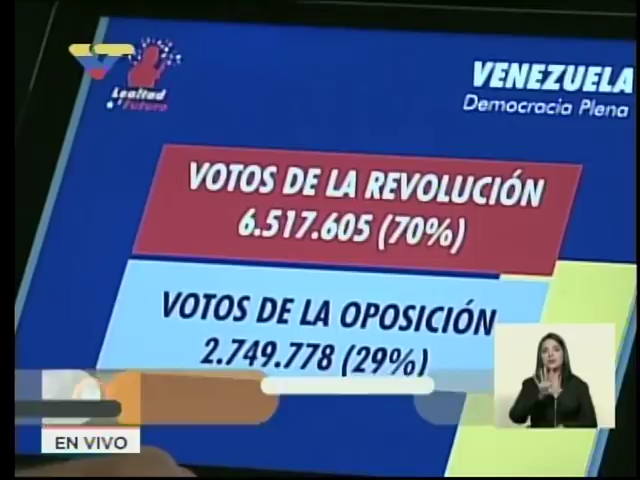 Lealtad
y Futuro
VENEZUELA
Democracia Plena
VOTOS DE LA REVOLUCIÓN
6.517.605 (70%)
VOTOS DE LA OPOSICIÓN
2.749.778 (29%)
EN VIVO